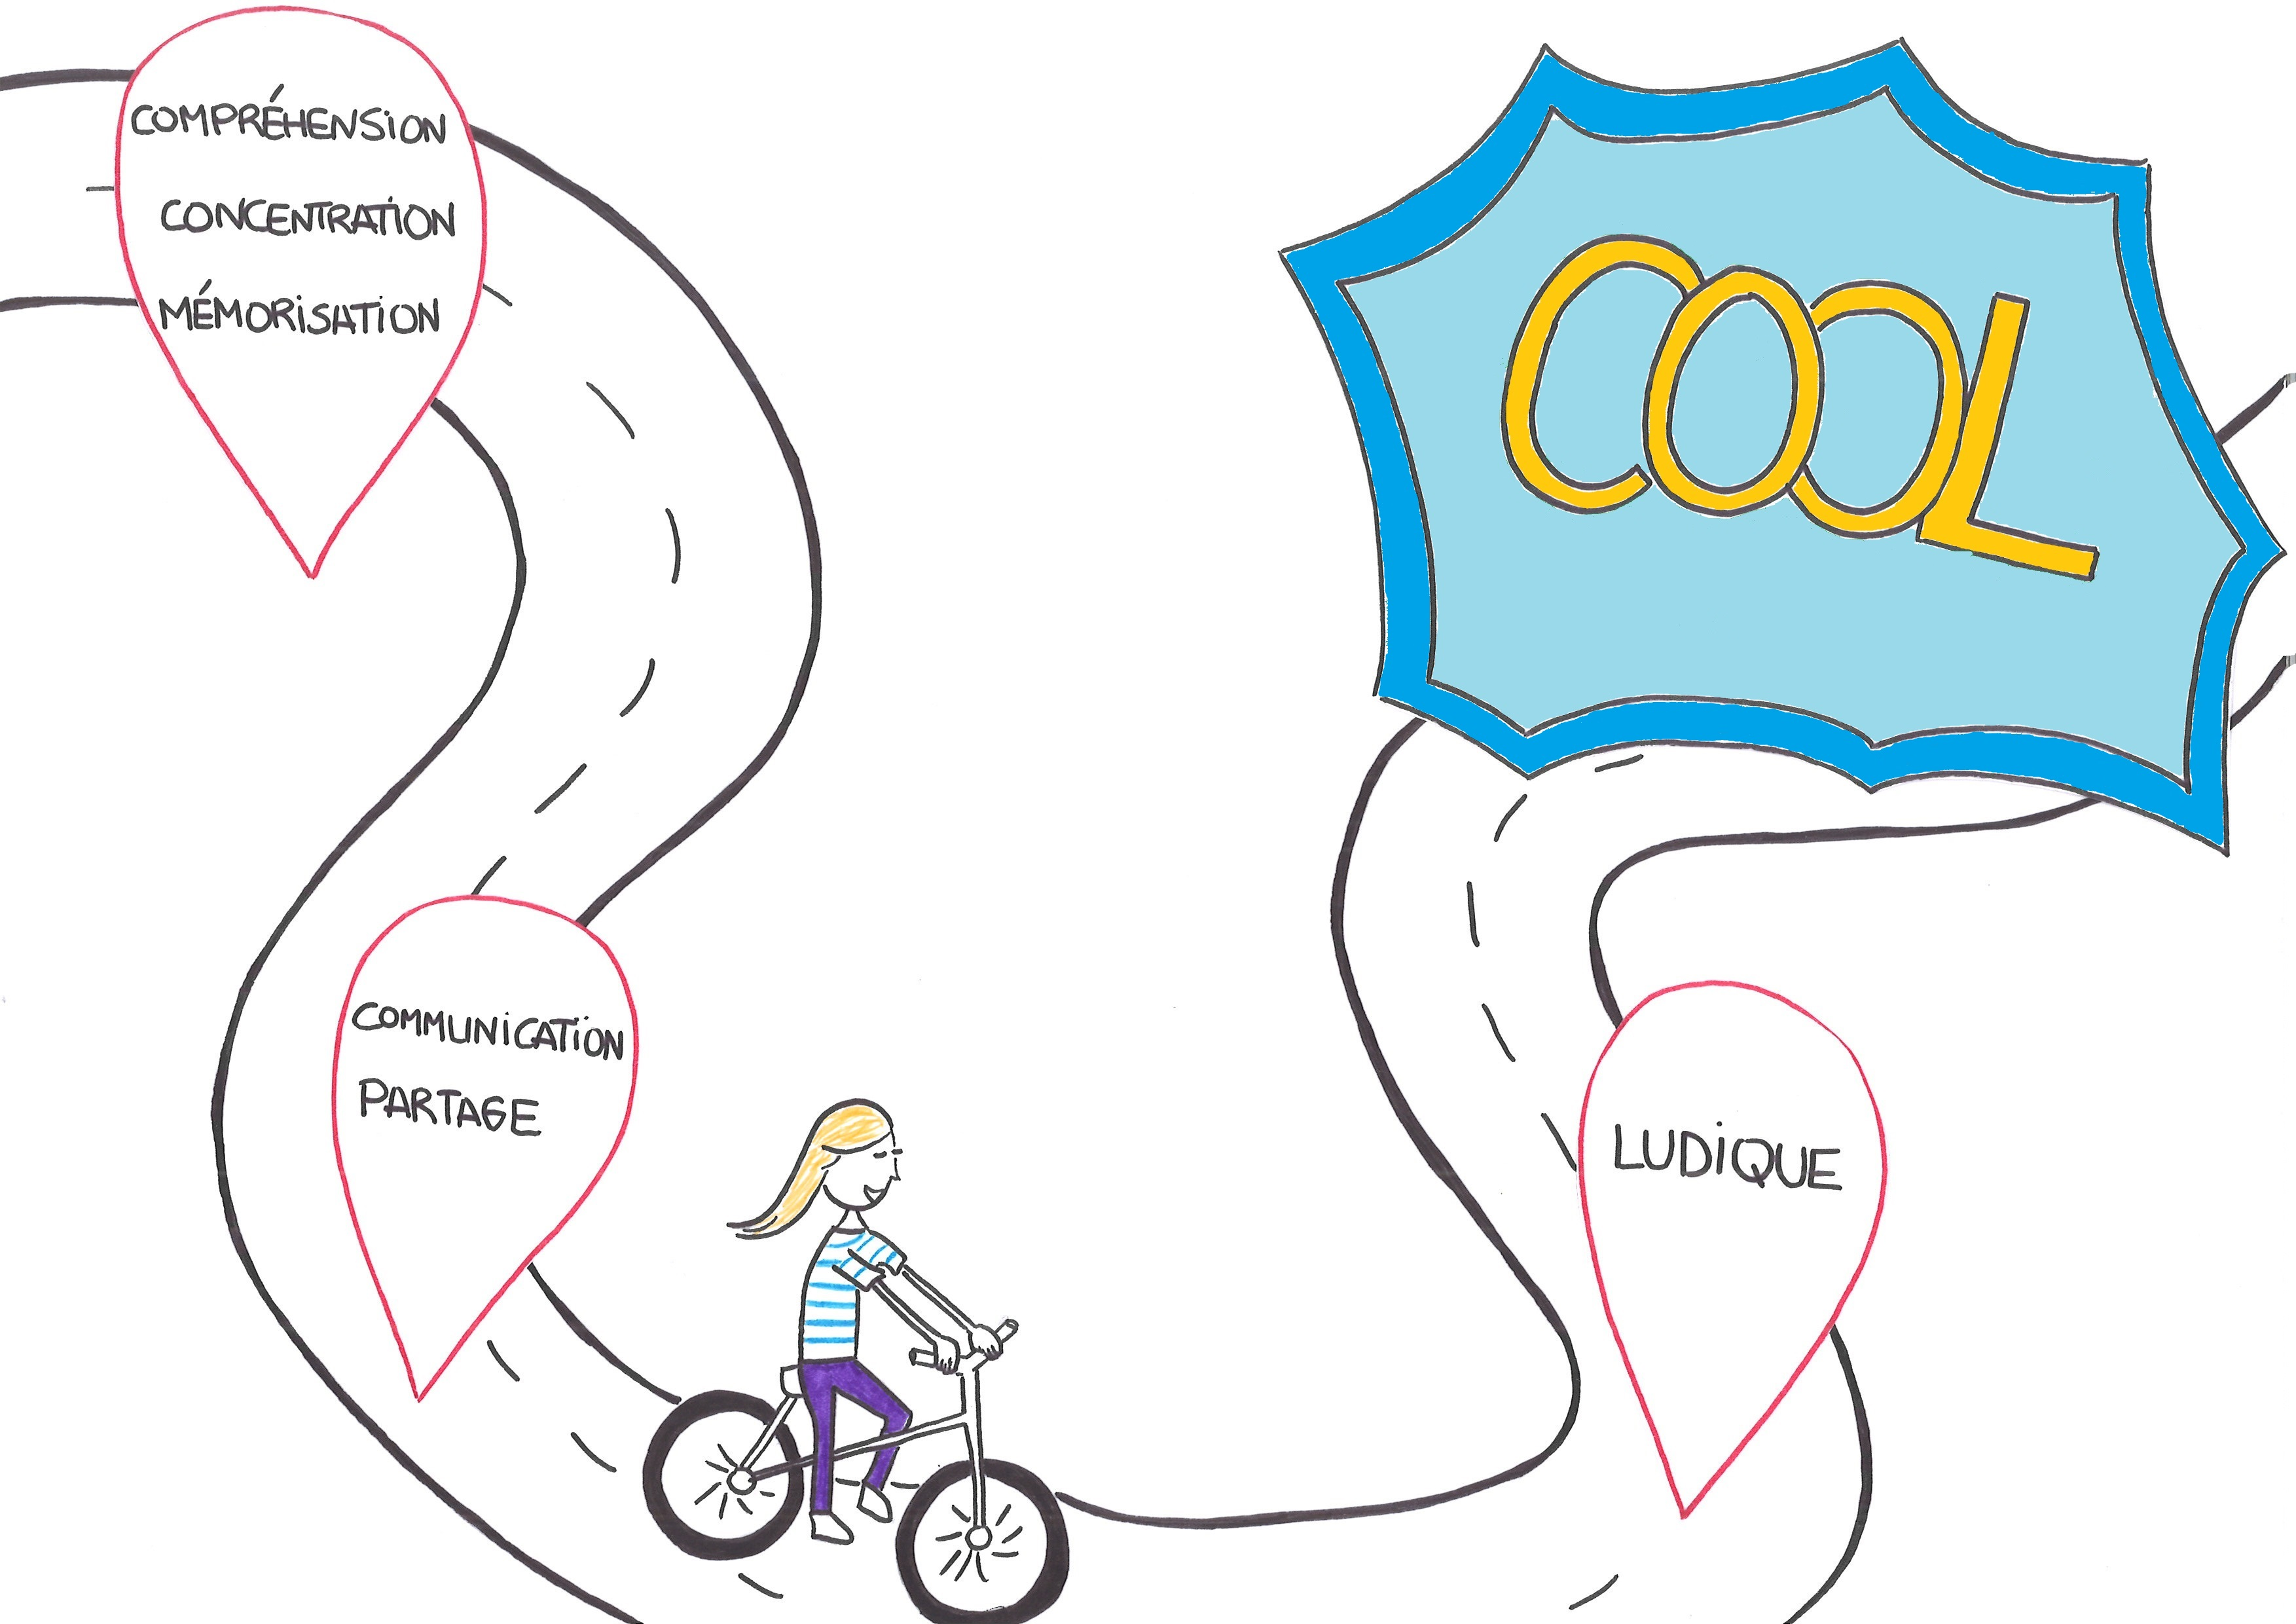 COMPRÉHENSION
CONCENTRATION
MÉMORISATION
COMMUNICATION
PARTAGE
LUDIQUE
COOL